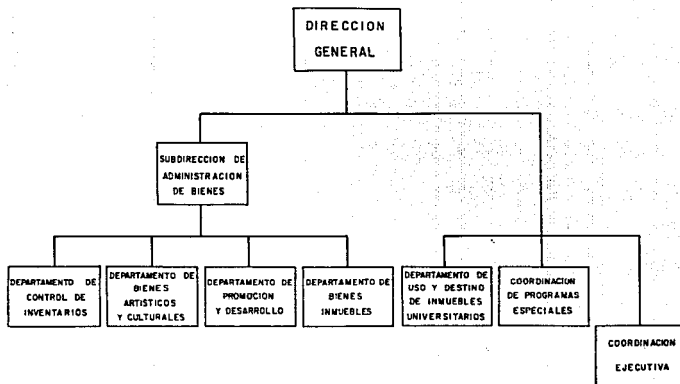 DIRECCION
GENERAL
SUBDIRECCION DE
ADMINISTRACION
DE BIENES
DEPARTAMENTO DE
CONTROL DE
INVENTARIOS
DEPARTAMENTO DE
BIENES
ARTÍSTICOS
Y CULTURALES
DEPARTAMENTO DE
PROMOCION
Y DESARROLLO
DEPARTAMENTO DE
BIENES
INMUEBLES
DEPARTAMENTO DE
USO Y DESTINO
DE INMUEBLES
UNIVERSITARIOS
COORDINACION
DE PROGRAMAS
ESPECIALES
COORDINACION
EJECUTIVA